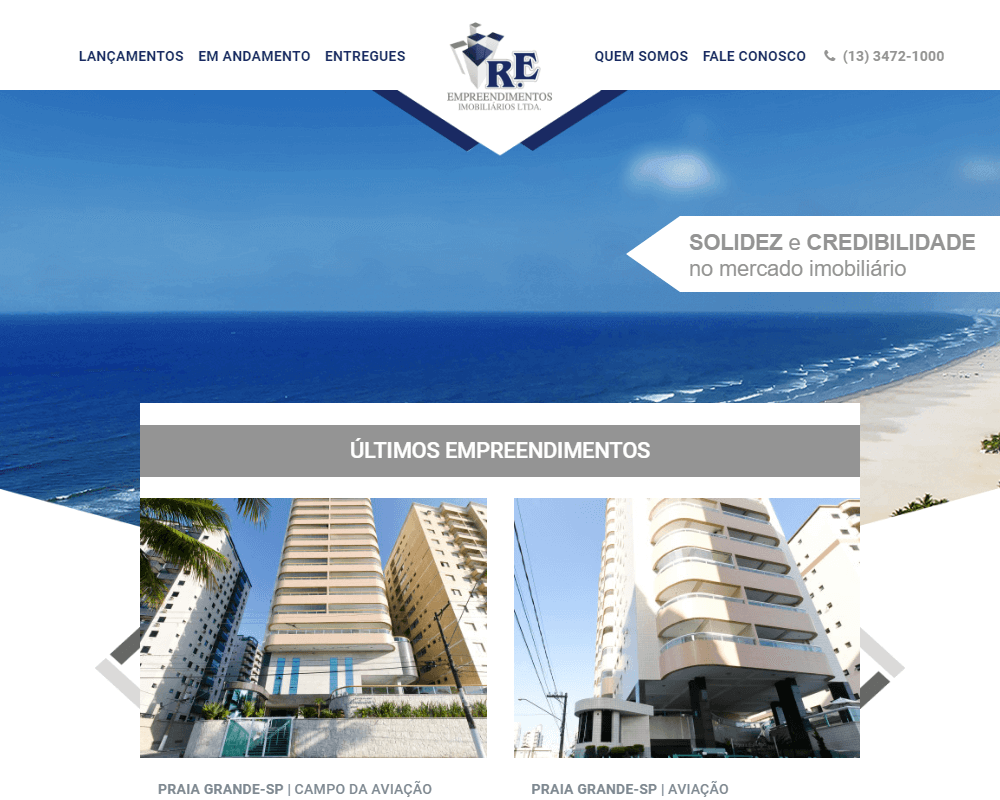 LANÇAMENTOS EM ANDAMENTO ENTREGUES
R.E
EMPREENDIMENTOS
IMOBILIÁRIOS LTDA.
QUEM SOMOS FALE CONOSCO (13) 3472-1000
SOLIDEZ e CREDIBILIDADE
no mercado imobiliário
ÚLTIMOS EMPREENDIMENTOS
PRAIA GRANDE-SP | CAMPO DA AVIAÇÃO
PRAIA GRANDE-SP | AVIAÇÃO